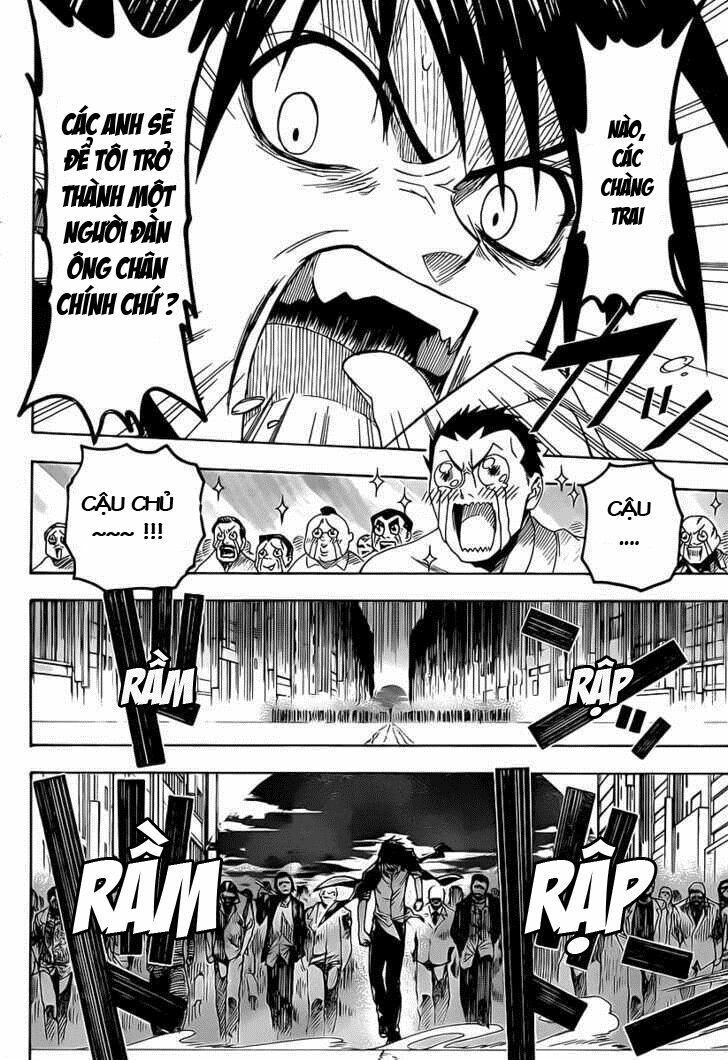 NÀO,
CÁC
CHÀNG
TRAI
CÁC ANH SẼ
ĐỂ TÔI TRỞ
THÀNH MỘT
NGƯỜI ĐÀN
ÔNG CHÂN
CHÍNH CHỨ ?
CẬU
....
CẬU CHỦ
~~~ !!!
RẦM
RẬP
RẦM
RẬP